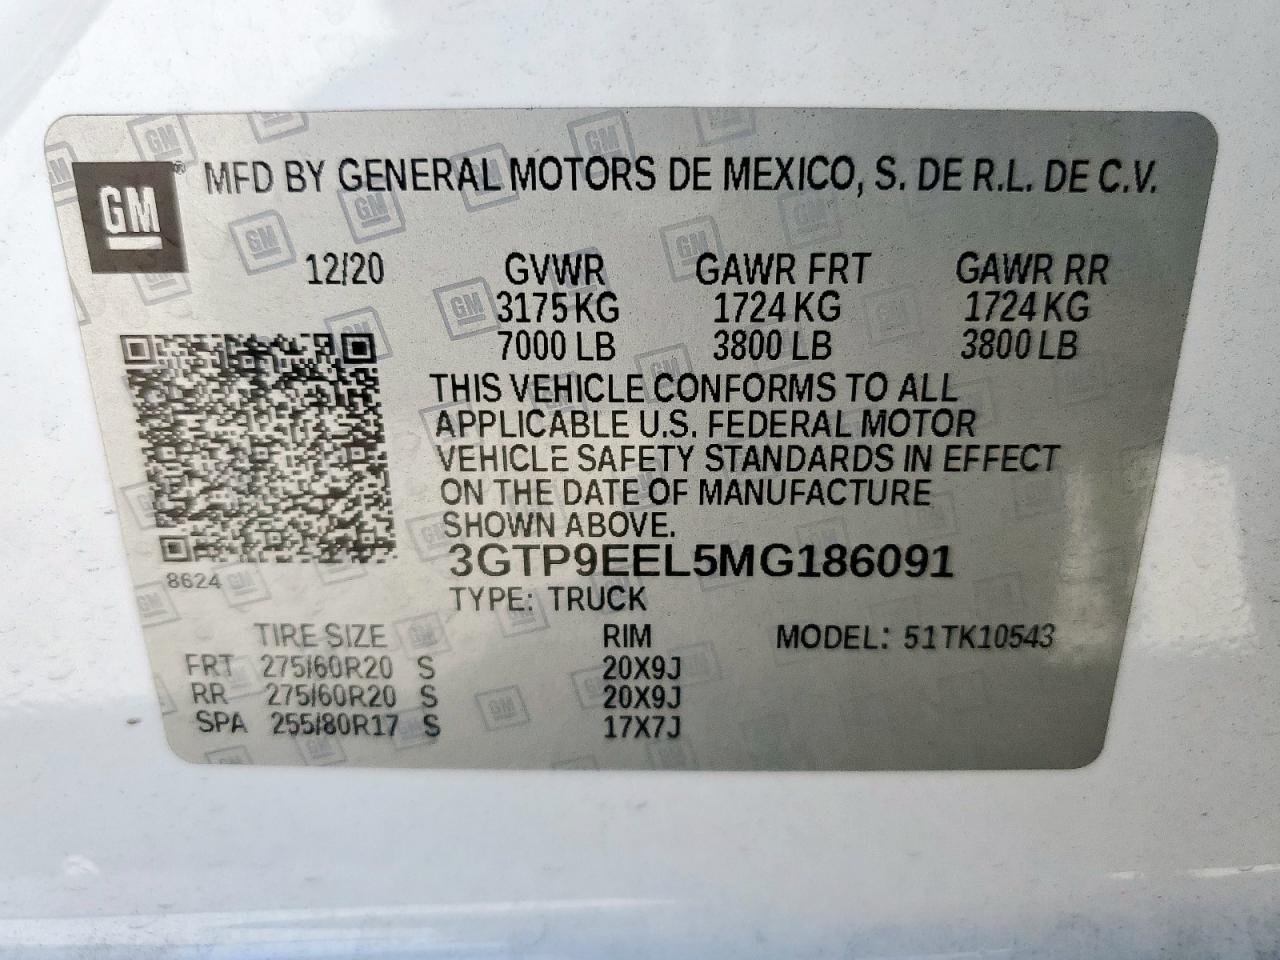 GM ® MFD BY GENERAL MOTORS DE MEXICO, S. DE R.L. DE C.V.
12/20 GVWR GAWR FRT GAWR RR
3175 KG 1724 KG 1724 KG
7000 LB 3800 LB 3800 LB
THIS VEHICLE CONFORMS TO ALL
APPLICABLE U.S. FEDERAL MOTOR
VEHICLE SAFETY STANDARDS IN EFFECT
ON THE DATE OF MANUFACTURE
SHOWN ABOVE.
3GTP9EEL5MG186091
8624
TYPE: TRUCK
TIRE SIZE RIM MODEL: 51TK10543
FRT 275/60R20 S 20X9J
RR 275/60R20 S 20X9J
SPA 255/80R17 S 17X7J